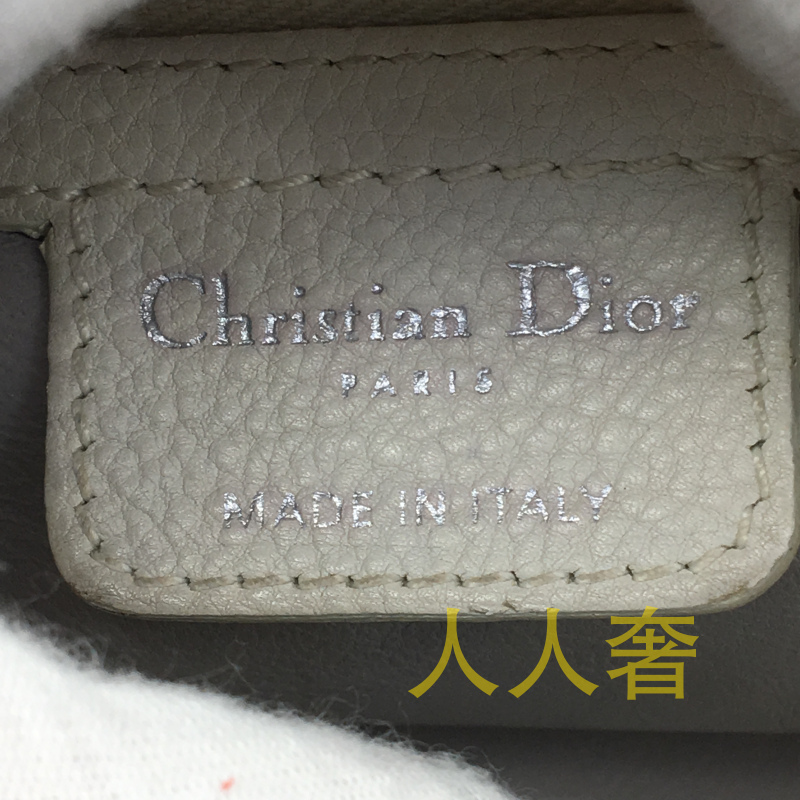 Christian Dior
PARIS
MADE IN ITALY
人人奢